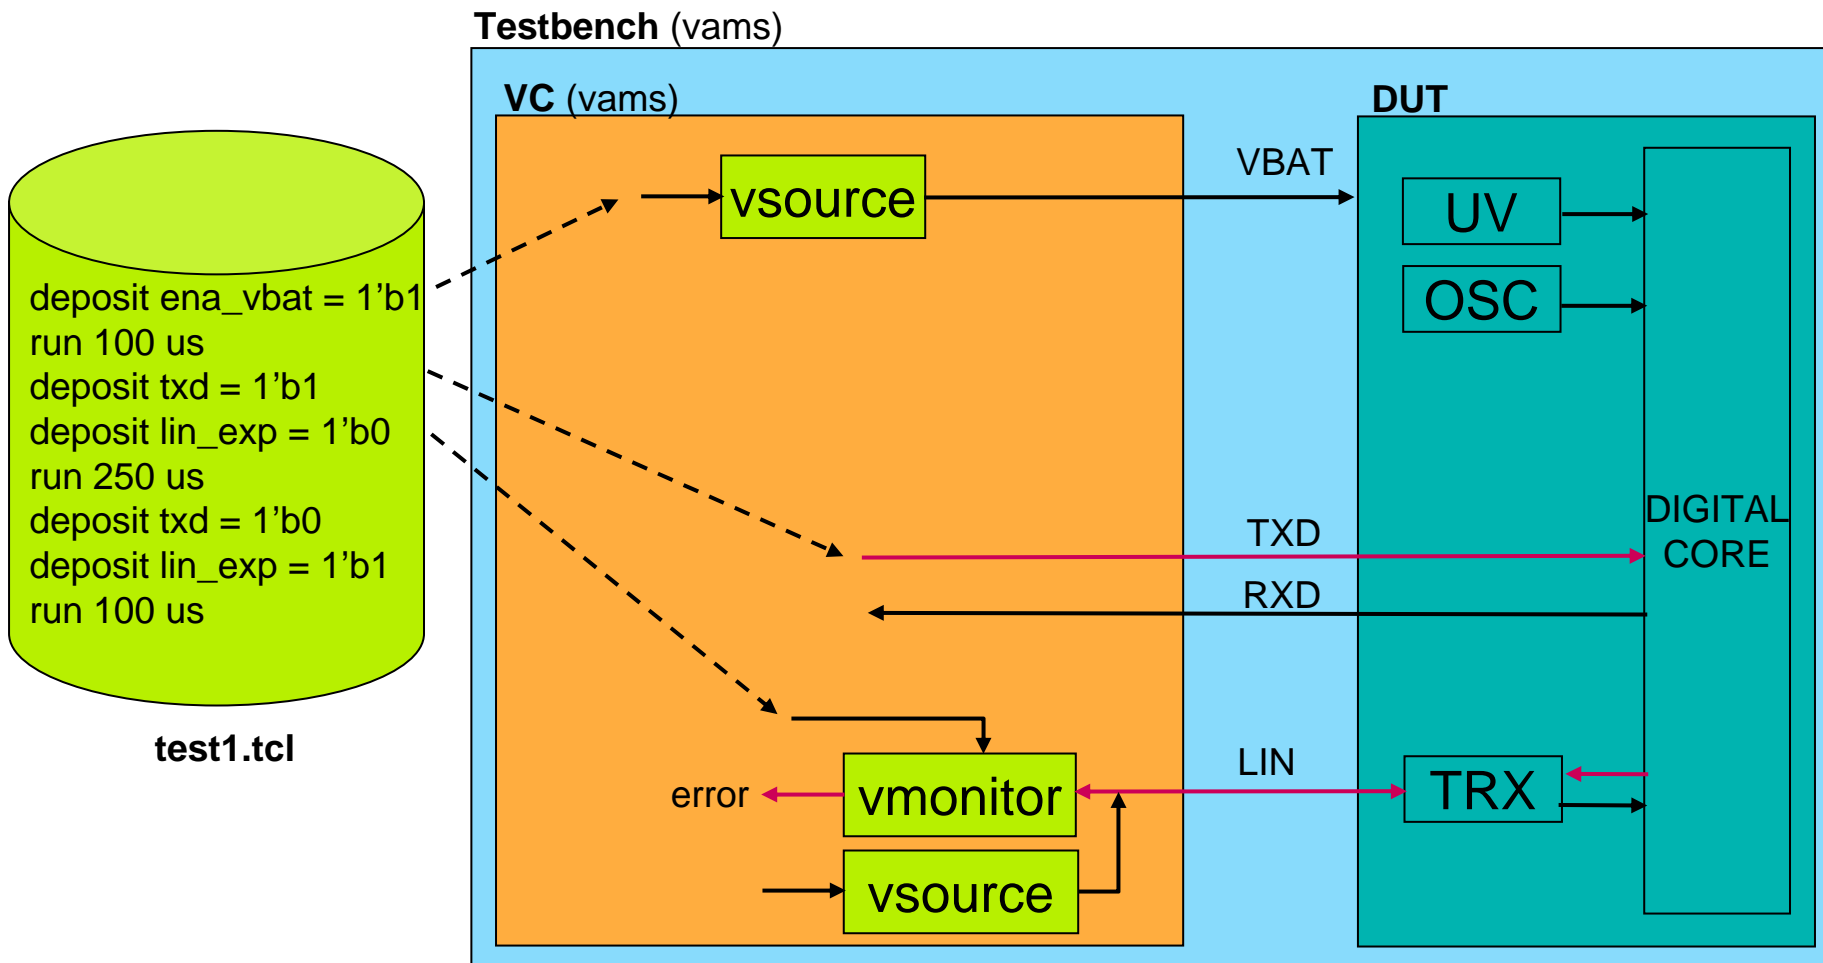 Testbench (vams)
VC (vams)
DUT
vsource
VBAT
UV
OSC
deposit ena_vbat = 1’b1
run 100 us
deposit txd = 1’b1
deposit lin_exp = 1’b0
run 250 us
deposit txd = 1’b0
deposit lin_exp = 1’b1
run 100 us
test1.tcl
TXD
RXD
DIGITAL
CORE
LIN
error
vmonitor
TRX
vsource